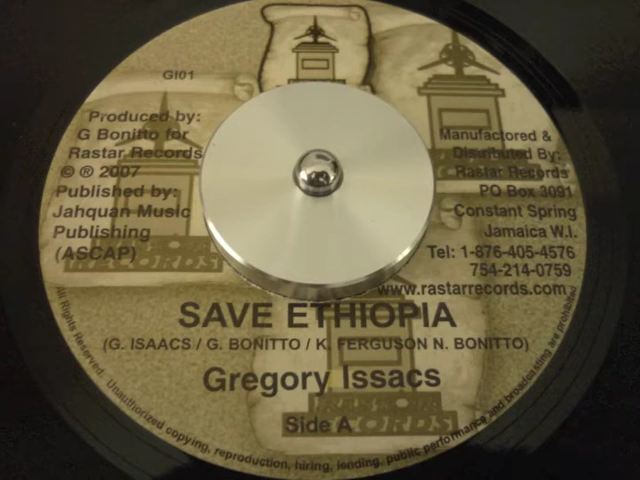 GI01
Produced by:
G Bonitto for
Rastar Records
© ® 2007
Published by:
Jahquan Music
Publishing
(ASCAP)
Manufactored &
Distributed By:
Rastar Records
PO Box 3091
Constant Spring
Jamaica W.I.
Tel: 1-876-405-4576
754-214-0759
www.rastarrecords.com
SAVE ETHIOPIA
(G. ISAACS / G. BONITTO / K. FERGUSON N. BONITTO)
Gregory Issacs
Side A
RECORDS
RECORDS
All Rights Reserved. Unauthorized copying, reproduction, hiring, lending, public performance and broadcasting are prohibited